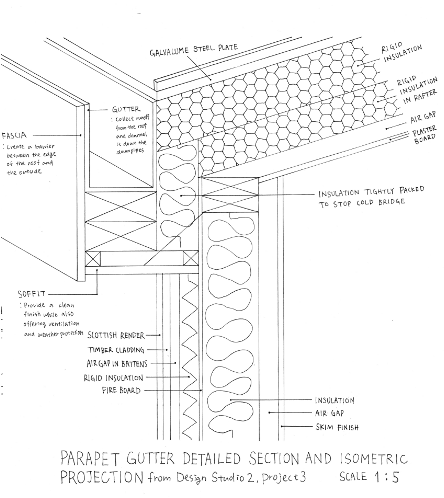 GALVALUME STEEL PLATE
RIGID
INSULATION
RIGID
INSULATION
IN RAFTER
AIR GAP
PLASTER
BOARD
GUTTER
: Collect runoff
from the roof
and channel
it down the
downpipes
FASCIA
: Create a barrier
between the edge
of the roof and
the outside
INSULATION TIGHTLY PACKED
TO STOP COLD BRIDGE
SOFFIT
: Provide a clean
finish while also
offering ventilation
and weather protection
SLOTTISH RENDER
TIMBER CLADDING
AIR GAP IN BATTENS
RIGID INSULATION
FIRE BOARD
INSULATION
AIR GAP
SKIM FINISH
PARAPET GUTTER DETAILED SECTION AND ISOMETRIC
PROJECTION from Design Studio 2, project 3 SCALE 1:5